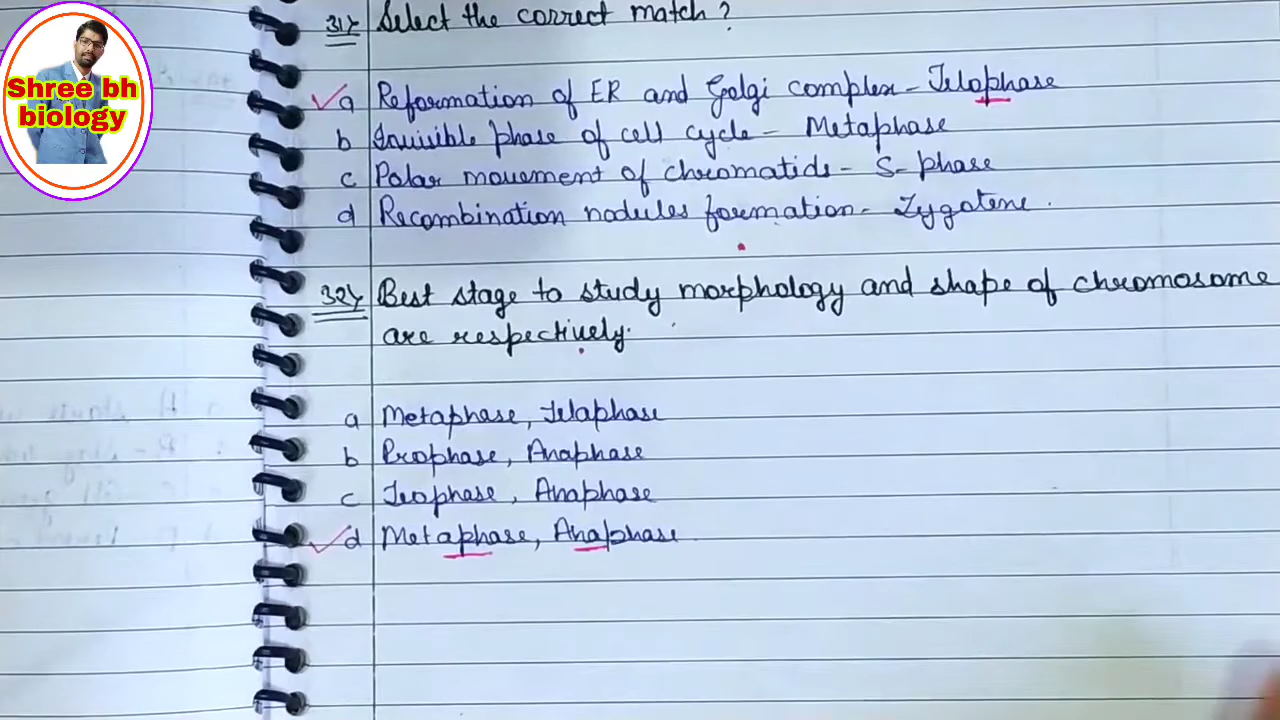 Shree bh
biology
31) Select the correct match ?
a Reformation of ER and Golgi complex - Telophase
b Invisible phase of cell cycle - Metaphase
c Polar movement of chromatids - S-phase
d Recombination nodules formation - Zygotene .
32) Best stage to study morphology and shape of chromosome
are respectively.
a Metaphase, Telophase
b Prophase, Anaphase
c Teophase, Anaphase
d Metaphase, Anaphase